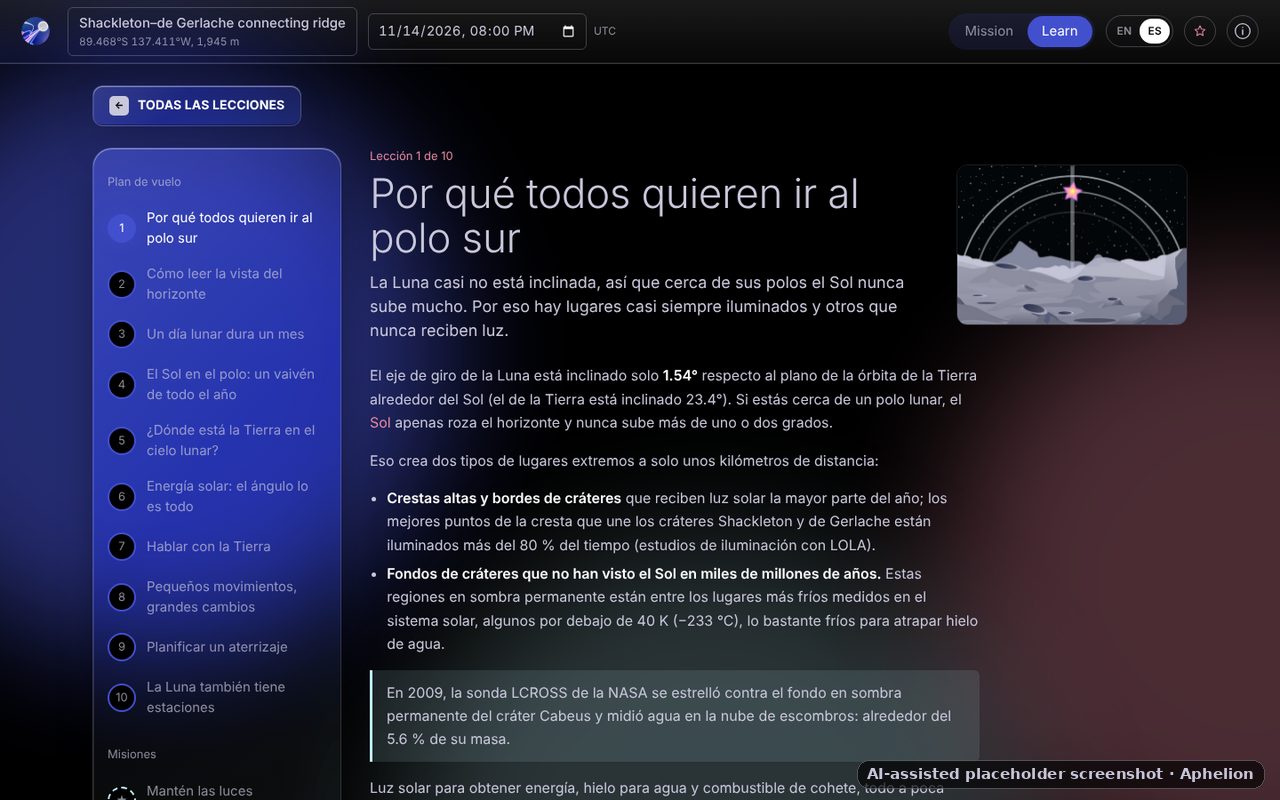 Shackleton–de Gerlache connecting ridge
89.468°S 137.411°W, 1,945 m
11/14/2026, 08:00 PM
UTC
Mission
Learn
EN
ES
TODAS LAS LECCIONES
Plan de vuelo
1
Por qué todos quieren ir al
polo sur
2
Cómo leer la vista del
horizonte
3
Un día lunar dura un mes
4
El Sol en el polo: un vaivén
de todo el año
5
¿Dónde está la Tierra en el
cielo lunar?
6
Energía solar: el ángulo lo
es todo
7
Hablar con la Tierra
8
Pequeños movimientos,
grandes cambios
9
Planificar un aterrizaje
10
La Luna también tiene
estaciones
Misiones
Mantén las luces
Lección 1 de 10
Por qué todos quieren ir al
polo sur
La Luna casi no está inclinada, así que cerca de sus polos el Sol nunca
sube mucho. Por eso hay lugares casi siempre iluminados y otros que
nunca reciben luz.
El eje de giro de la Luna está inclinado solo 1.54° respecto al plano de la órbita de la Tierra
alrededor del Sol (el de la Tierra está inclinado 23.4°). Si estás cerca de un polo lunar, el
Sol apenas roza el horizonte y nunca sube más de uno o dos grados.
Eso crea dos tipos de lugares extremos a solo unos kilómetros de distancia:
• Crestas altas y bordes de cráteres que reciben luz solar la mayor parte del año; los
mejores puntos de la cresta que une los cráteres Shackleton y de Gerlache están
iluminados más del 80 % del tiempo (estudios de iluminación con LOLA).
• Fondos de cráteres que no han visto el Sol en miles de millones de años. Estas
regiones en sombra permanente están entre los lugares más fríos medidos en el
sistema solar, algunos por debajo de 40 K (−233 °C), lo bastante fríos para atrapar hielo
de agua.
En 2009, la sonda LCROSS de la NASA se estrelló contra el fondo en sombra
permanente del cráter Cabeus y midió agua en la nube de escombros: alrededor del
5.6 % de su masa.
Luz solar para obtener energía, hielo para agua y combustible de cohete, todo a poca
AI-assisted placeholder screenshot · Aphelion